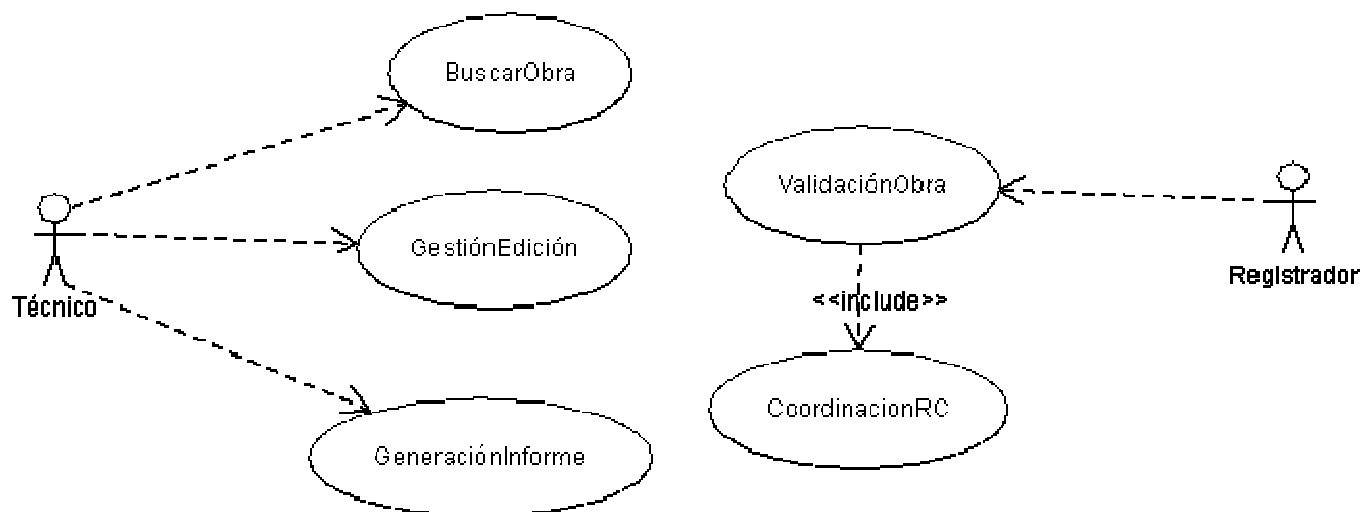 BuscarObra
ValidaciónObra
GestiónEdición
Registrador
Técnico
<<include>>
CoordinacionRC
GeneraciónInforme